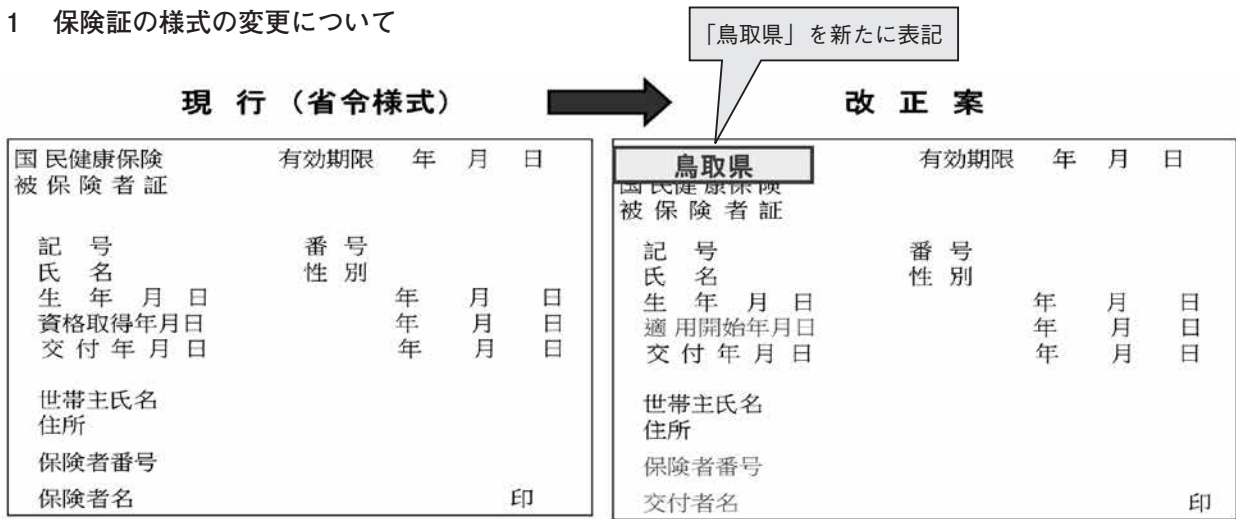 1　保険証の様式の変更について
「鳥取県」を新たに表記
現 行（省令様式）
改 正 案
国民健康保険　有効期限　年　月　日
被保険者証
記　号　番　号
氏　名　性　別
生　年　月　日　年　月　日
資格取得年月日　年　月　日
交付年月日　年　月　日
世帯主氏名
住所
保険者番号
保険者名　印
鳥取県　有効期限　年　月　日
国民健康保険
被保険者証
記　号　番　号
氏　名　性　別
生　年　月　日　年　月　日
適用開始年月日　年　月　日
交付年月日　年　月　日
世帯主氏名
住所
保険者番号
交付者名　印